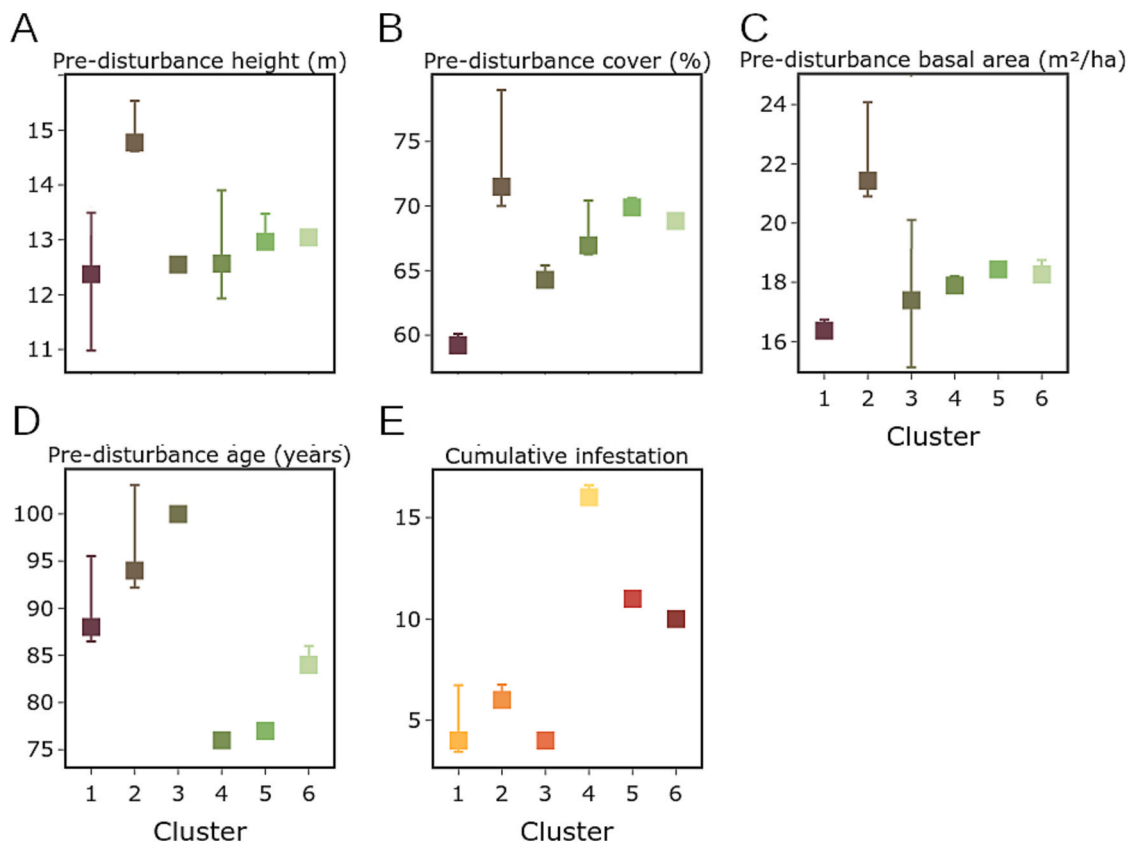 A
Pre-disturbance height (m)
15
14
13
12
11
B
Pre-disturbance cover (%)
75
70
65
60
C
Pre-disturbance basal area (m²/ha)
24
22
20
18
16
1 2 3 4 5 6
Cluster
D
Pre-disturbance age (years)
100
95
90
85
80
75
1 2 3 4 5 6
Cluster
E
Cumulative infestation
15
10
5
1 2 3 4 5 6
Cluster